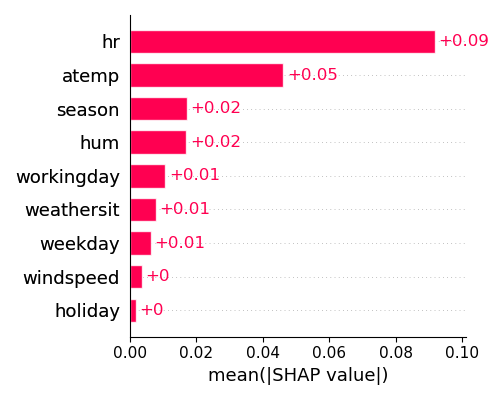 hr +0.09
atemp +0.05
season +0.02
hum +0.02
workingday +0.01
weathersit +0.01
weekday +0.01
windspeed +0
holiday +0
0.00 0.02 0.04 0.06 0.08 0.10
mean(|SHAP value|)